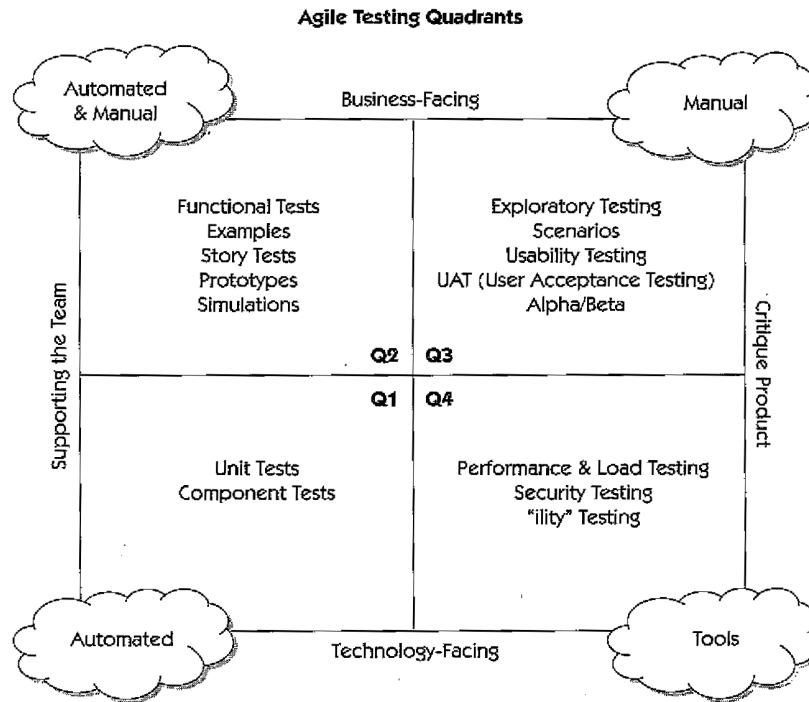 Agile Testing Quadrants
Automated
& Manual
Business-Facing
Manual
Functional Tests
Examples
Story Tests
Prototypes
Simulations
Exploratory Testing
Scenarios
Usability Testing
UAT (User Acceptance Testing)
Alpha/Beta
Supporting the Team
Critique Product
Q2
Q3
Q1
Q4
Unit Tests
Component Tests
Performance & Load Testing
Security Testing
"ility" Testing
Automated
Technology-Facing
Tools